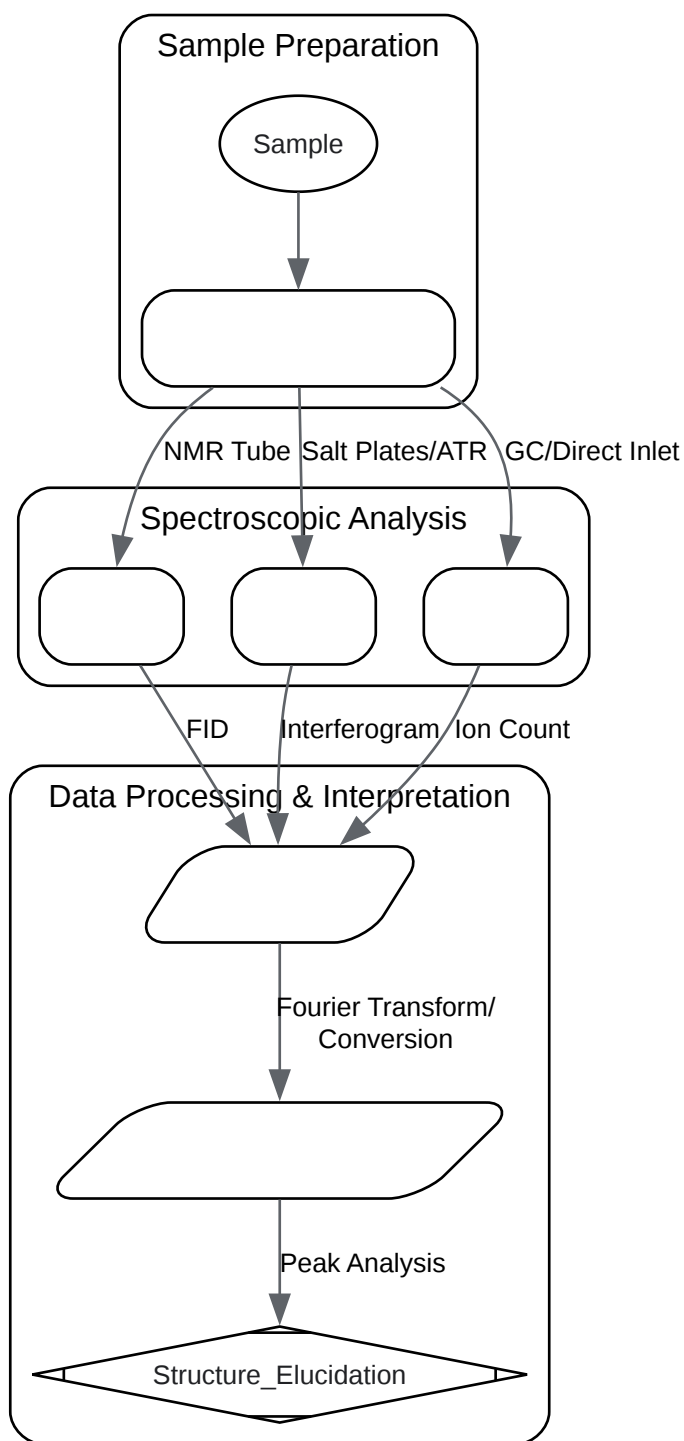 Sample Preparation
Sample
NMR Tube
Salt Plates/ATR
GC/Direct Inlet
Spectroscopic Analysis
FID
Interferogram
Ion Count
Data Processing & Interpretation
Fourier Transform/
Conversion
Peak Analysis
Structure_Elucidation